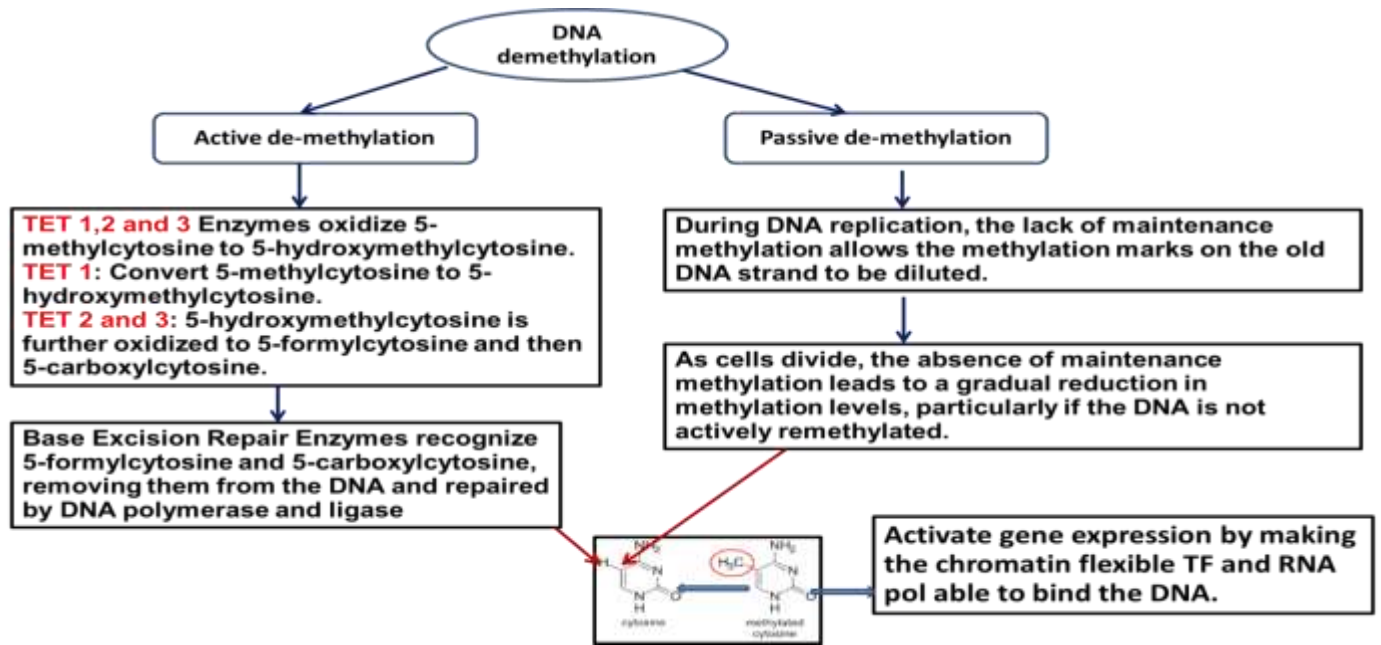 DNA
demethylation
Active de-methylation
Passive de-methylation
TET 1,2 and 3 Enzymes oxidize 5-
methylcytosine to 5-hydroxymethylcytosine.
TET 1: Convert 5-methylcytosine to 5-
hydroxymethylcytosine.
TET 2 and 3: 5-hydroxymethylcytosine is
further oxidized to 5-formylcytosine and then
5-carboxylcytosine.
Base Excision Repair Enzymes recognize
5-formylcytosine and 5-carboxylcytosine,
removing them from the DNA and repaired
by DNA polymerase and ligase
During DNA replication, the lack of maintenance
methylation allows the methylation marks on the old
DNA strand to be diluted.
As cells divide, the absence of maintenance
methylation leads to a gradual reduction in
methylation levels, particularly if the DNA is not
actively remethylated.
NH₂
H
N
N
H
O
cytosine
NH₂
H₃C
N
N
H
O
methylated
cytosine
Activate gene expression by making
the chromatin flexible TF and RNA
pol able to bind the DNA.